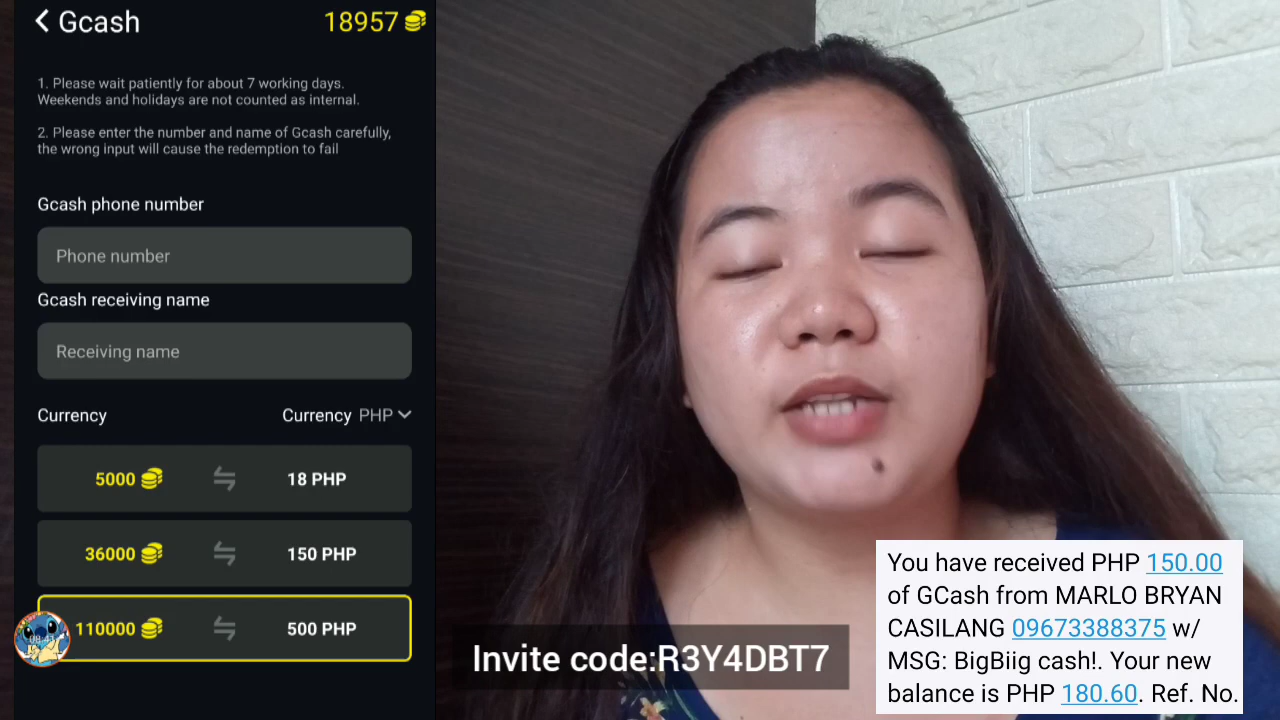 Gcash
18957
1. Please wait patiently for about 7 working days.
Weekends and holidays are not counted as internal.
2. Please enter the number and name of Gcash carefully,
the wrong input will cause the redemption to fail
Gcash phone number
Phone number
Gcash receiving name
Receiving name
Currency
Currency PHP
5000
18 PHP
36000
150 PHP
110000
500 PHP
Invite code:R3Y4DBT7
You have received PHP 150.00
of GCash from MARLO BRYAN
CASILANG 09673388375 w/
MSG: BigBiig cash!. Your new
balance is PHP 180.60. Ref. No.